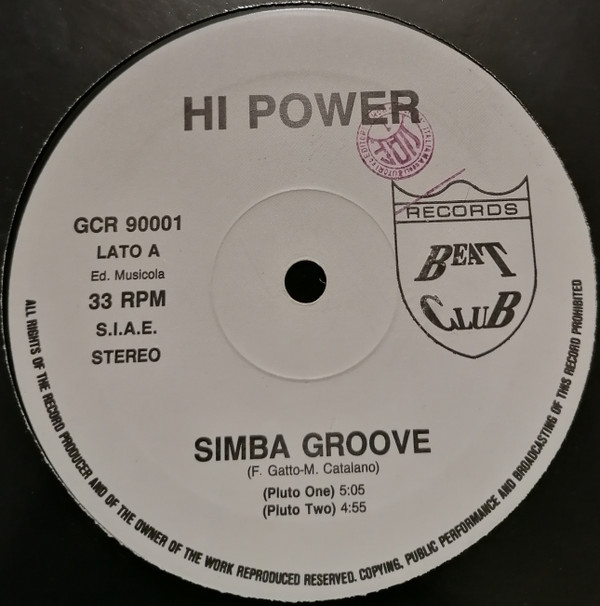 HI POWER
GCR 90001
LATO A
Ed. Musicola
33 RPM
S.I.A.E.
STEREO
RECORDS
BEAT
CLUB
SIMBA GROOVE
(F. Gatto-M. Catalano)
(Pluto One) 5:05
(Pluto Two) 4:55
ALL RIGHTS OF THE RECORD PRODUCER AND OF THE OWNER OF THE WORK REPRODUCED RESERVED. COPYING, PUBLIC PERFORMANCE AND BROADCASTING OF THIS RECORD PROHIBITED